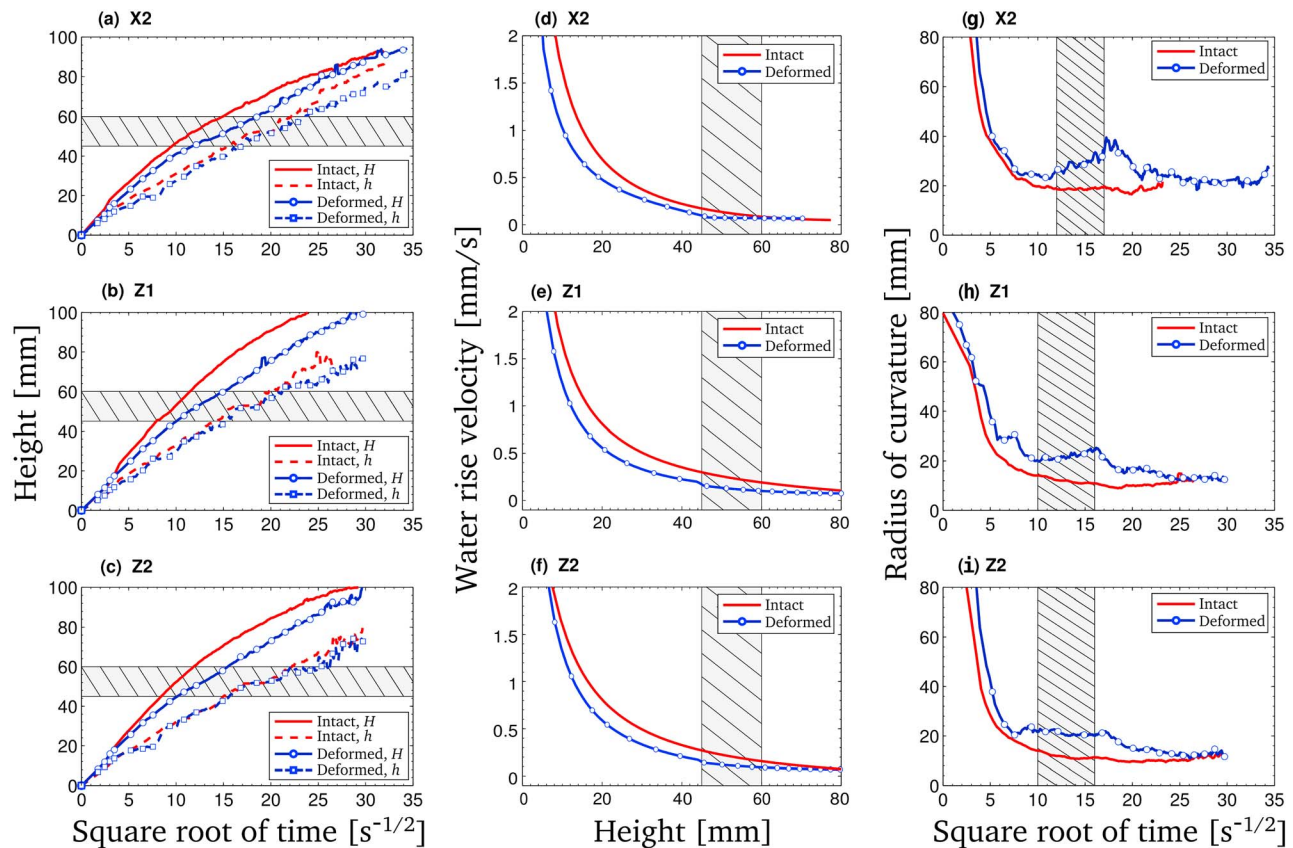 (a) X2
100
80
60
40
20
0
0 5 10 15 20 25 30 35
Intact, H
Intact, h
Deformed, H
Deformed, h
(b) Z1
100
80
60
40
20
0
0 5 10 15 20 25 30 35
Intact, H
Intact, h
Deformed, H
Deformed, h
(c) Z2
100
80
60
40
20
0
0 5 10 15 20 25 30 35
Intact, H
Intact, h
Deformed, H
Deformed, h
Height [mm]
Square root of time [s⁻¹/²]
(d) X2
2
1.5
1
0.5
0
0 20 40 60 80
Intact
Deformed
(e) Z1
2
1.5
1
0.5
0
0 20 40 60 80
Intact
Deformed
(f) Z2
2
1.5
1
0.5
0
0 20 40 60 80
Intact
Deformed
Water rise velocity [mm/s]
Height [mm]
(g) X2
80
60
40
20
0
0 5 10 15 20 25 30 35
Intact
Deformed
(h) Z1
80
60
40
20
0
0 5 10 15 20 25 30 35
Intact
Deformed
(i) Z2
80
60
40
20
0
0 5 10 15 20 25 30 35
Intact
Deformed
Radius of curvature [mm]
Square root of time [s⁻¹/²]